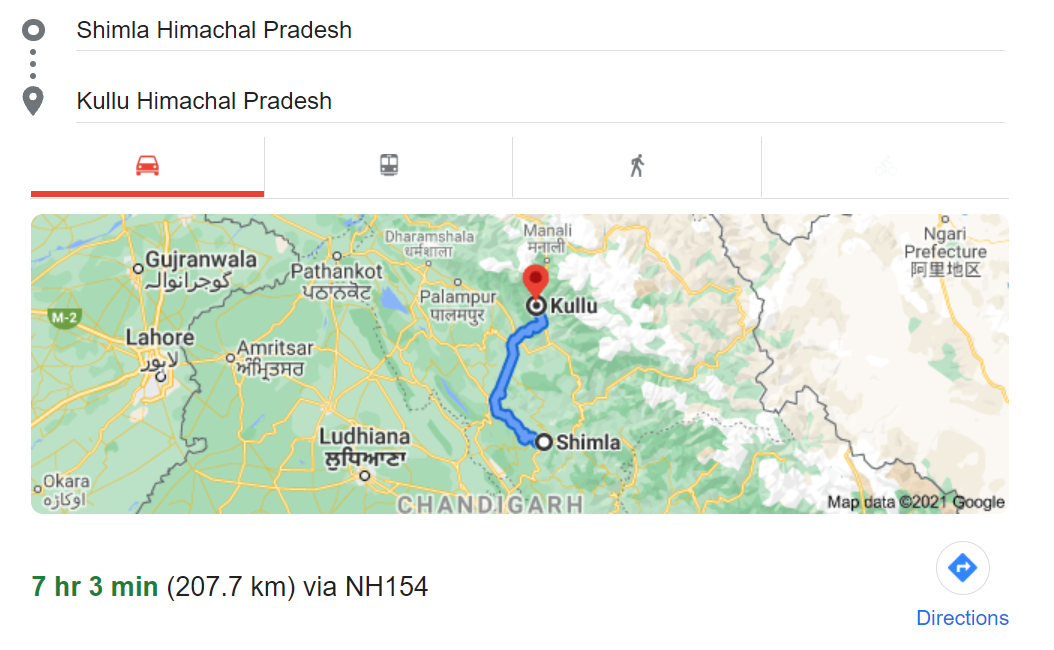 Shimla Himachal Pradesh
Kullu Himachal Pradesh
Dharamshala
धर्मशाला
Manali
मनाली
Ngari
Prefecture
阿里地区
Gujranwala
گوجرانوالہ
Pathankot
ਪਠਾਨਕੋਟ
Palampur
पालमपुर
Kullu
M-2
Lahore
لاہور
Amritsar
ਅੰਮ੍ਰਿਤਸਰ
Ludhiana
ਲੁਧਿਆਣਾ
Shimla
Okara
اوکاڑہ
CHANDIGARH
Map data ©2021 Google
7 hr 3 min (207.7 km) via NH154
Directions